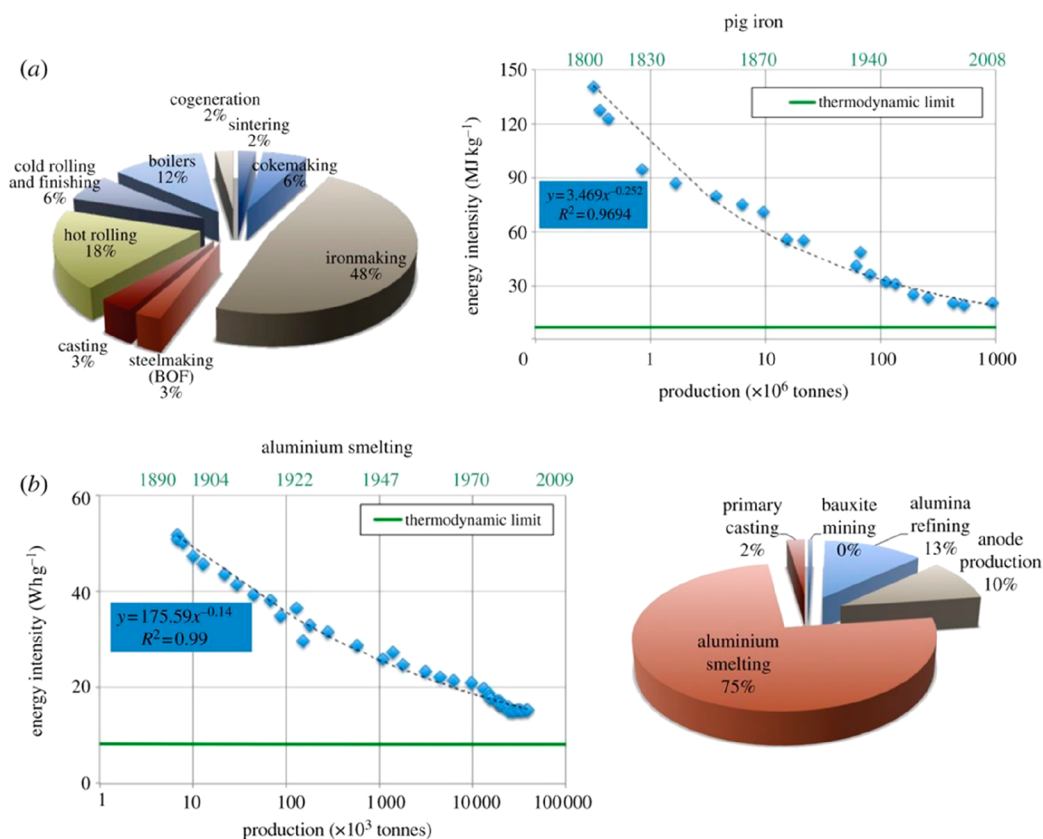 (a)
cogeneration
2%
sintering
2%
boilers
12%
cokemaking
6%
cold rolling
and finishing
6%
hot rolling
18%
ironmaking
48%
casting
3%
steelmaking
(BOF)
3%
pig iron
1800 1830 1870 1940 2008
thermodynamic limit
energy intensity (MJ kg⁻¹)
150
120
90
60
30
y=3.469x⁻⁰·²⁵²
R²=0.9694
0 1 10 100 1000
production (×10⁶ tonnes)
(b)
aluminium smelting
1890 1904 1922 1947 1970 2009
thermodynamic limit
energy intensity (Wh g⁻¹)
60
40
20
0
y=175.59x⁻⁰·¹⁴
R²=0.99
1 10 100 1000 10000 100000
production (×10³ tonnes)
primary
casting
2%
bauxite
mining
0%
alumina
refining
13%
anode
production
10%
aluminium
smelting
75%